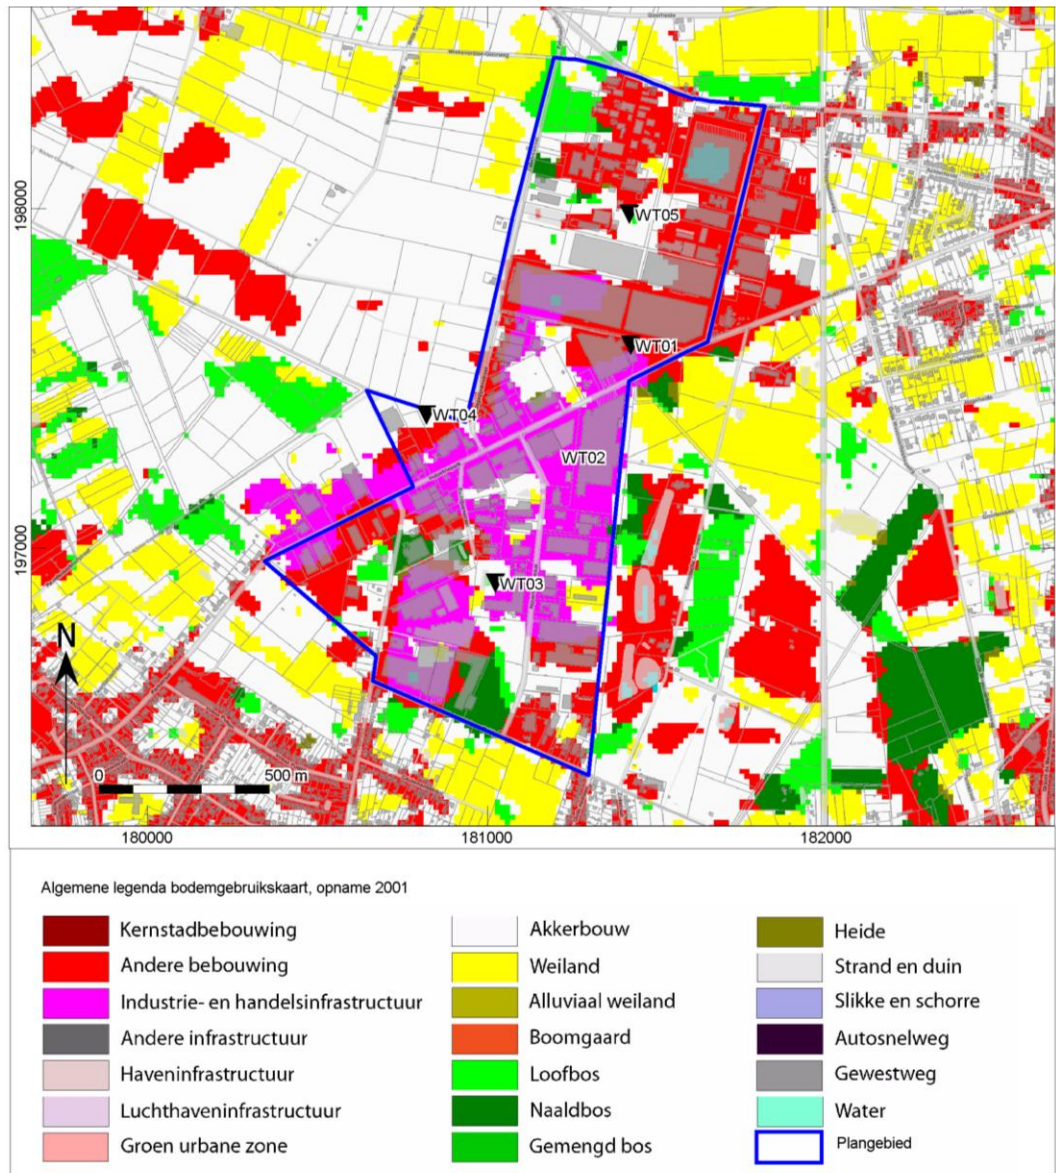 198000
197000
WT05
WT01
WT04
WT02
WT03
N
0 500 m
180000 181000 182000
Algemene legenda bodemgebruikskaart, opname 2001
Kernstadbebouwing
Andere bebouwing
Industrie- en handelsinfrastructuur
Andere infrastructuur
Haveninfrastructuur
Luchthaveninfrastructuur
Groen urbane zone
Akkerbouw
Weiland
Alluviaal weiland
Boomgaard
Loofbos
Naaldbos
Gemengd bos
Heide
Strand en duin
Slikke en schorre
Autosnelweg
Gewestweg
Water
Plangebied